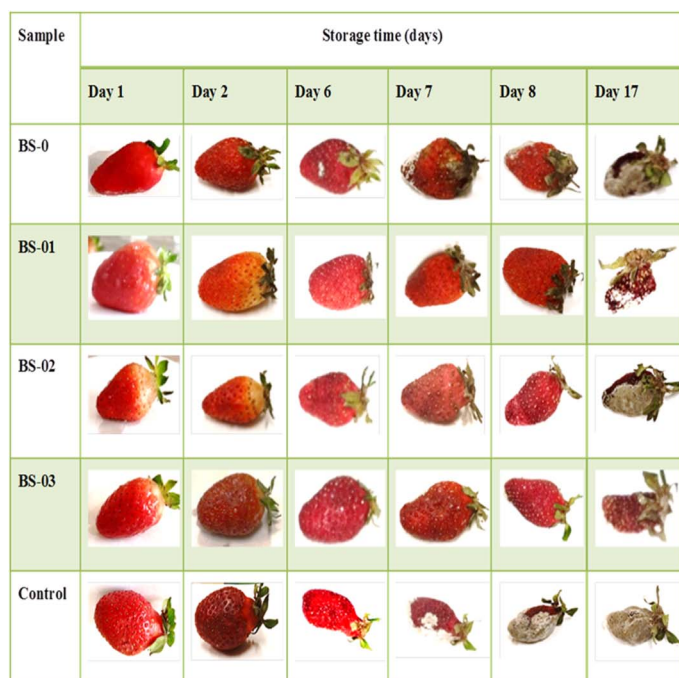 Sample
Storage time (days)
Day 1
Day 2
Day 6
Day 7
Day 8
Day 17
BS-0
BS-01
BS-02
BS-03
Control